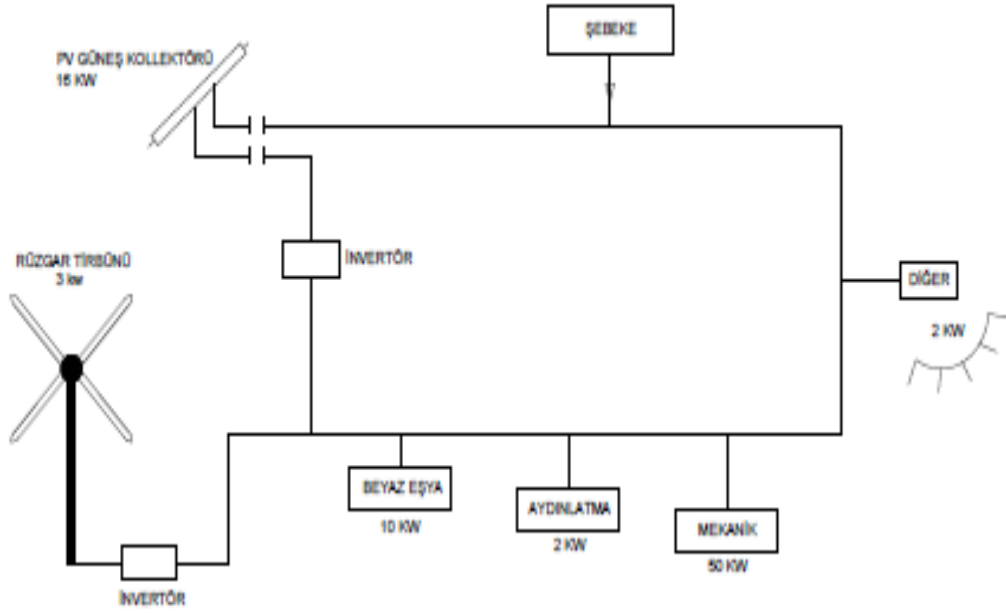 ŞEBEKE
PV GÜNEŞ KOLLEKTÖRÜ
15 KW
İNVERTÖR
RÜZGAR TİRBÜNÜ
3 kw
DİĞER
2 KW
BEYAZ EŞYA
10 KW
AYDINLATMA
2 KW
MEKANİK
50 KW
İNVERTÖR